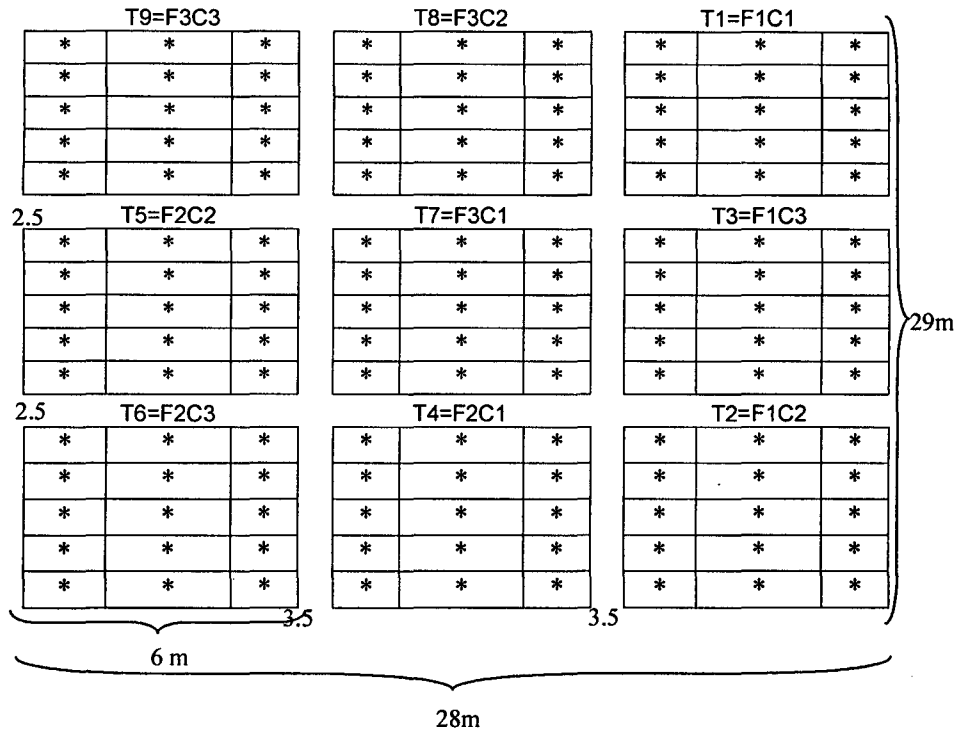 T9=F3C3 T8=F3C2 T1=F1C1
* * * * * * * * *
* * * * * * * * *
* * * * * * * * *
* * * * * * * * *
* * * * * * * * *
2.5 T5=F2C2 T7=F3C1 T3=F1C3
* * * * * * * * *
* * * * * * * * *
* * * * * * * * *
* * * * * * * * *
* * * * * * * * *
29m
2.5 T6=F2C3 T4=F2C1 T2=F1C2
* * * * * * * * *
* * * * * * * * *
* * * * * * * * *
* * * * * * * * *
* * * * * * * * *
3.5 3.5
6 m
28m